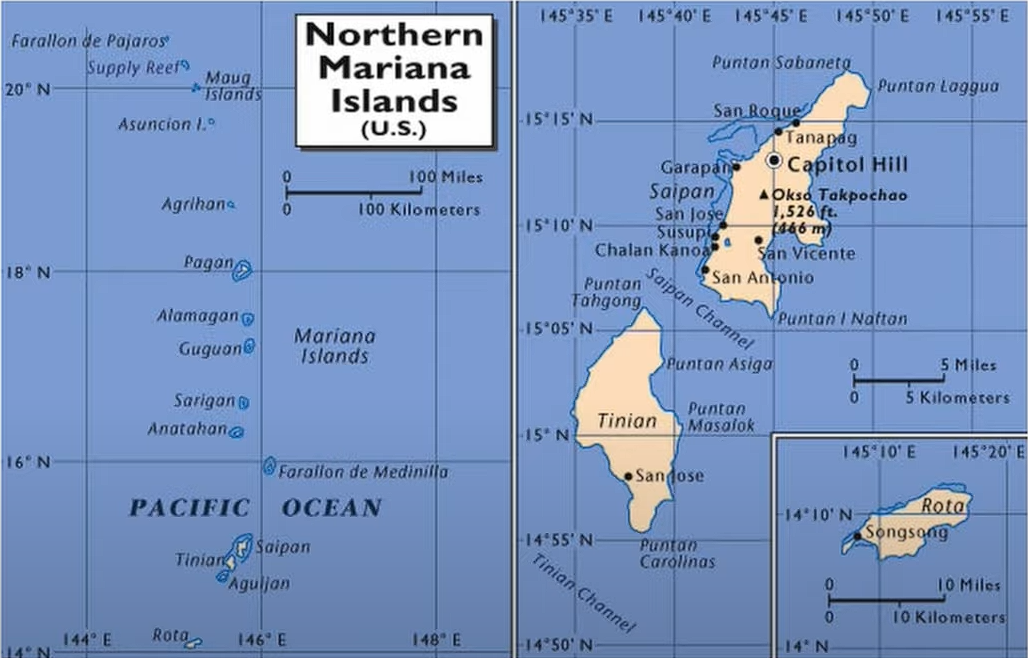 Northern
Mariana
Islands
(U.S.)
Farallon de Pajaros
Supply Reef
20° N
Maug
Islands
Asuncion I.
0 100 Miles
0 100 Kilometers
Agrihan
Pagan
18° N
Alamagan
Guguan
Mariana
Islands
Sarigan
Anatahan
16° N
Farallon de Medinilla
PACIFIC OCEAN
Saipan
Tinian
Aguijan
144° E
Rota
146° E
148° E
14° N
145°35' E
145°40' E
145°45' E
145°50' E
145°55' E
Puntan Sabaneta
Puntan Laggua
San Roque
15°15' N
Tanapag
Garapan
Capitol Hill
Saipan
Okso Takpochao
1,526 ft.
(466 m)
San Jose
15°10' N
Susupi
Chalan Kanoa
San Vicente
San Antonio
Puntan
Tahgong
Saipan Channel
Puntan I Naftan
15°05' N
Puntan Asiga
0 5 Miles
0 5 Kilometers
Tinian
Puntan
Masalok
15° N
San Jose
14°55' N
Puntan
Carolinas
Tinian Channel
14°50' N
145°10' E
145°20' E
Rota
14°10' N
Songsong
0 10 Miles
0 10 Kilometers
14° N